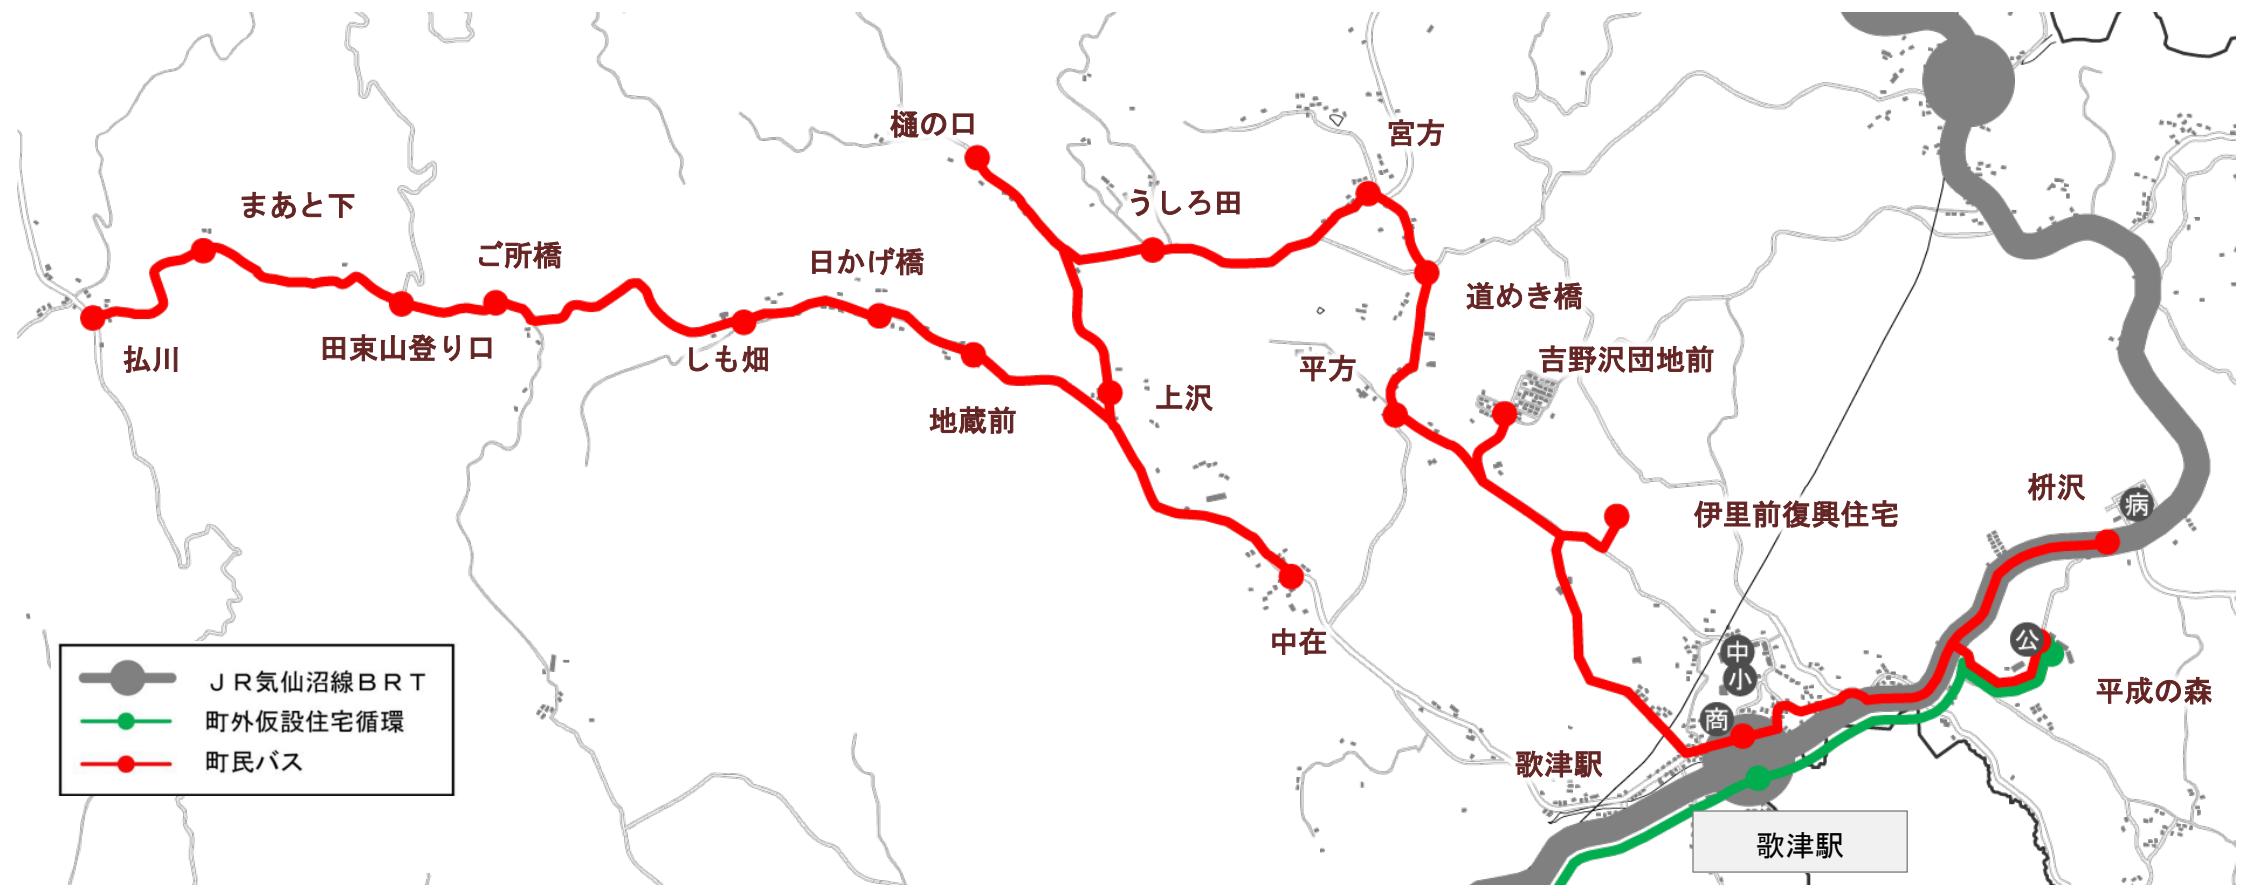 樋の口
宮方
まあと下
うしろ田
ご所橋
日かげ橋
道めき橋
払川
田束山登り口
しも畑
平方
吉野沢団地前
上沢
地蔵前
枡沢
病
伊里前復興住宅
中在
公
中
小
平成の森
商
歌津駅
歌津駅
JR気仙沼線BRT
町外仮設住宅循環
町民バス